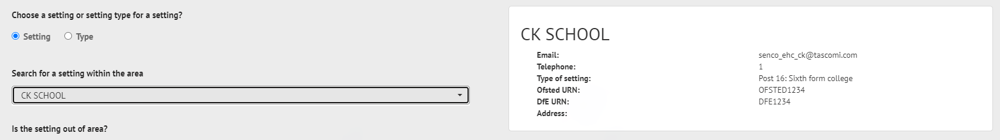 Choose a setting or setting type for a setting?
Setting Type
Search for a setting within the area
CK SCHOOL
Is the setting out of area?
CK SCHOOL
Email: senco_ehc_ck@tascomi.com
Telephone: 1
Type of setting: Post 16: Sixth form college
Ofsted URN: OFSTED1234
DfE URN: DFE1234
Address: